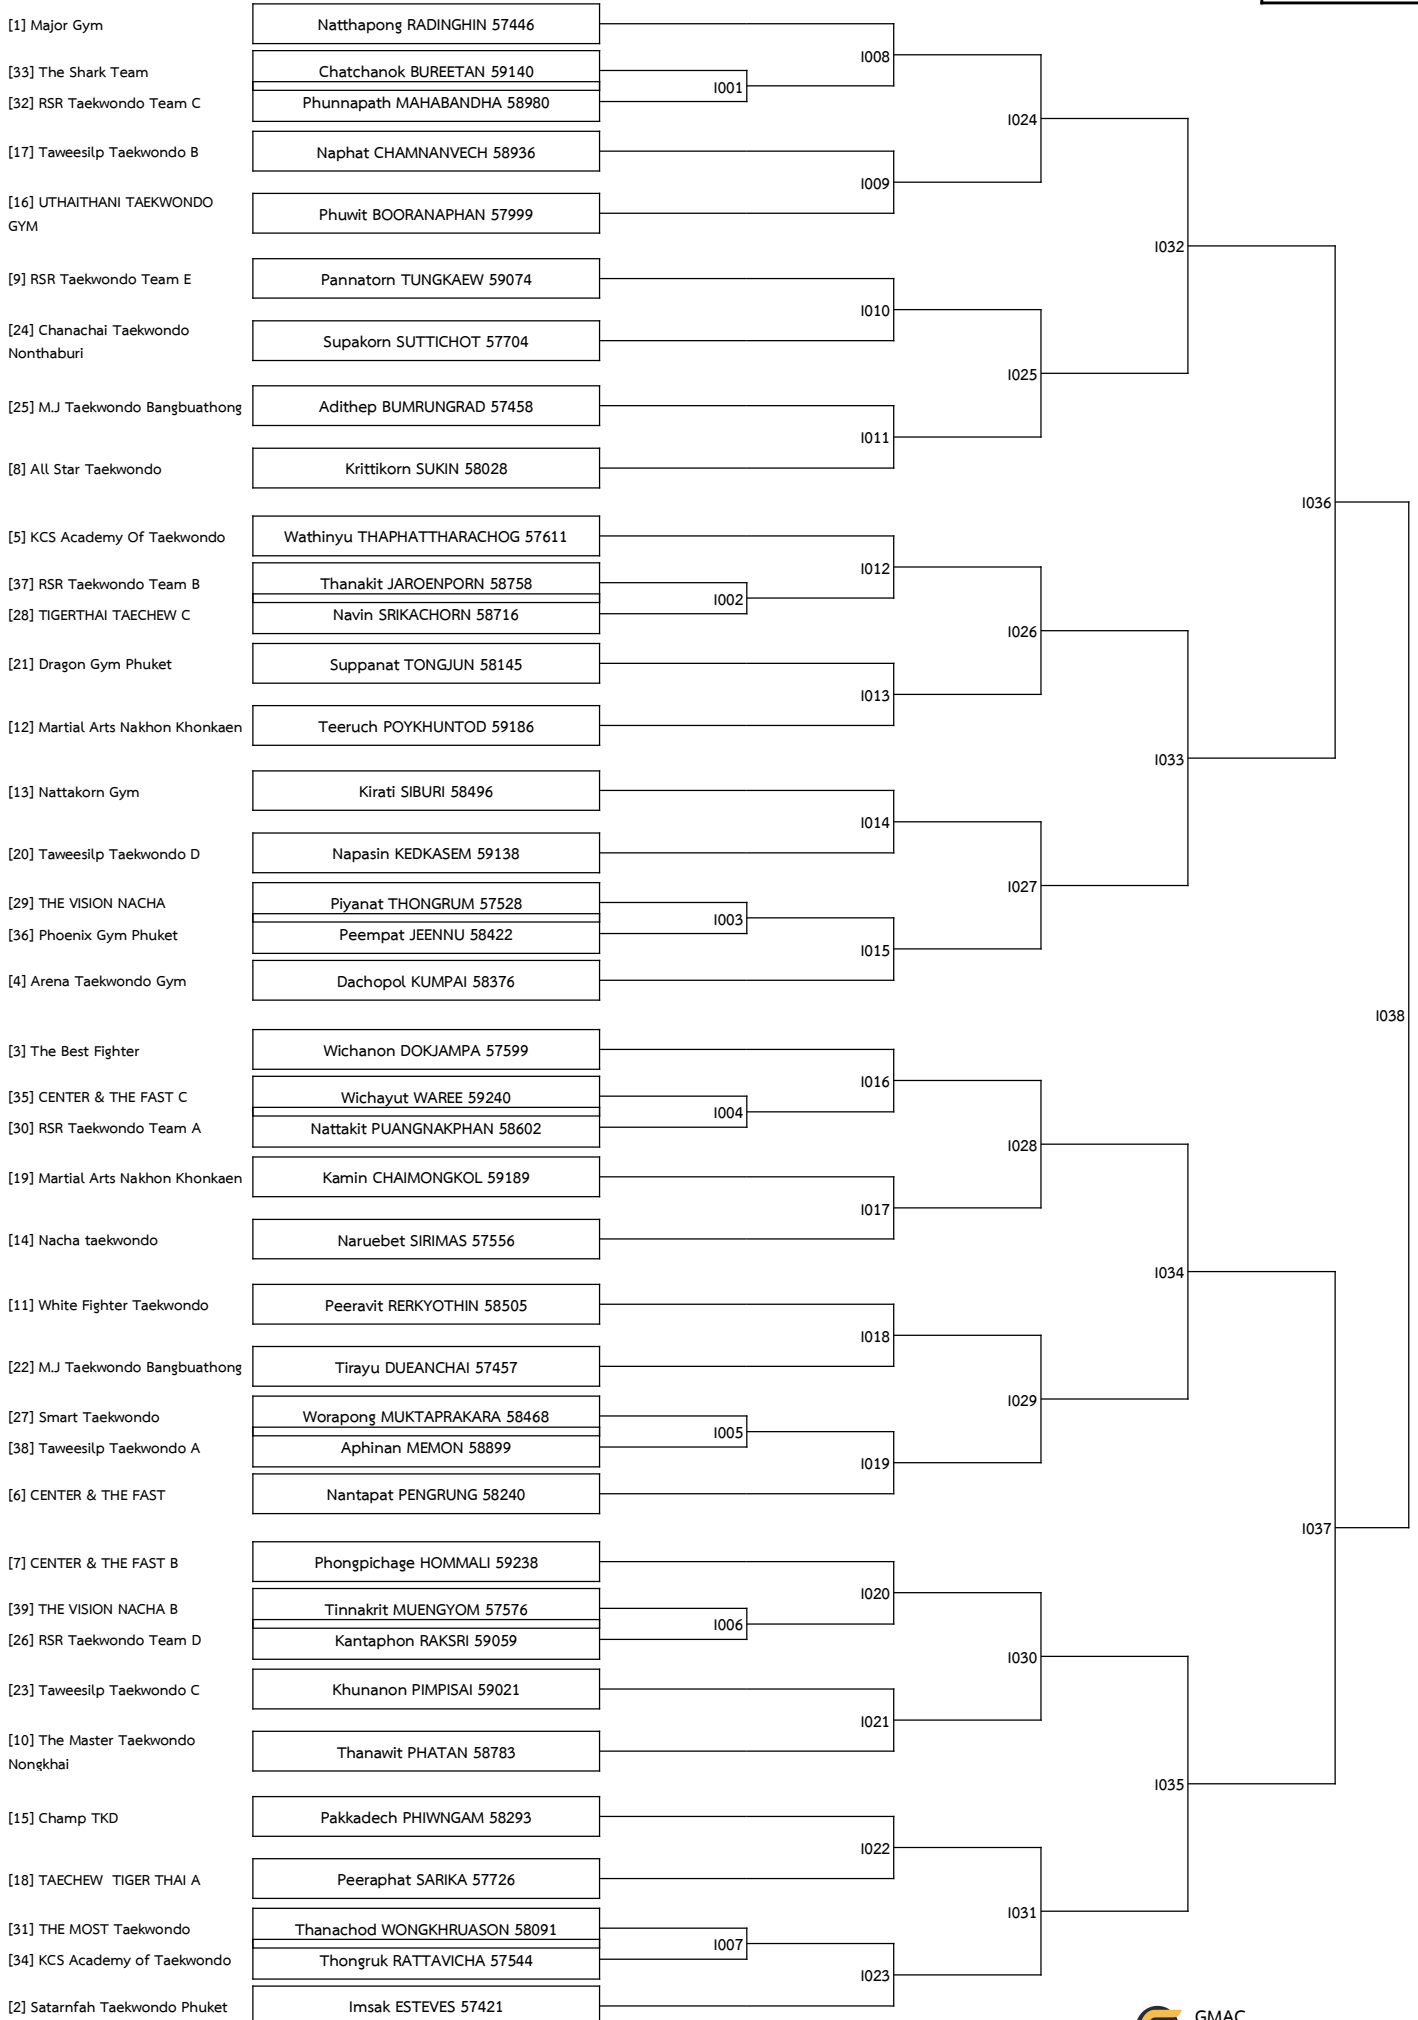 [1] Major Gym Natthapong RADINGHIN 57446
I008
[33] The Shark Team Chatchanok BUREETAN 59140
I001
[32] RSR Taekwondo Team C Phunnapath MAHABANDHA 58980
I024
[17] Taweesilp Taekwondo B Naphat CHAMNANVECH 58936
I009
[16] UTHAITHANI TAEKWONDO
GYM
Phuwit BOORANAPHAN 57999
I032
[9] RSR Taekwondo Team E Pannatorn TUNGKAEW 59074
I010
[24] Chanachai Taekwondo
Nonthaburi
Supakorn SUTTICHOT 57704
I025
[25] M.J Taekwondo Bangbuathong Adithep BUMRUNGRAD 57458
I011
[8] All Star Taekwondo Krittikorn SUKIN 58028
I036
[5] KCS Academy Of Taekwondo Wathinyu THAPHATTHARACHOG 57611
I012
[37] RSR Taekwondo Team B Thanakit JAROENPORN 58758
I002
[28] TIGERTHAI TAECHEW C Navin SRIKACHORN 58716
I026
[21] Dragon Gym Phuket Suppanat TONGJUN 58145
I013
[12] Martial Arts Nakhon Khonkaen Teeruch POYKHUNTOD 59186
I033
[13] Nattakorn Gym Kirati SIBURI 58496
I014
[20] Taweesilp Taekwondo D Napasin KEDKASEM 59138
I027
[29] THE VISION NACHA Piyanat THONGRUM 57528
I003
[36] Phoenix Gym Phuket Peempat JEENNU 58422
I015
[4] Arena Taekwondo Gym Dachopol KUMPAI 58376
I038
[3] The Best Fighter Wichanon DOKJAMPA 57599
I016
[35] CENTER & THE FAST C Wichayut WAREE 59240
I004
[30] RSR Taekwondo Team A Nattakit PUANGNAKPHAN 58602
I028
[19] Martial Arts Nakhon Khonkaen Kamin CHAIMONGKOL 59189
I017
[14] Nacha taekwondo Naruebet SIRIMAS 57556
I034
[11] White Fighter Taekwondo Peeravit RERKYOTHIN 58505
I018
[22] M.J Taekwondo Bangbuathong Tirayu DUEANCHAI 57457
I029
[27] Smart Taekwondo Worapong MUKTAPRAKARA 58468
I005
[38] Taweesilp Taekwondo A Aphinan MEMON 58899
I019
[6] CENTER & THE FAST Nantapat PENGRUNG 58240
I037
[7] CENTER & THE FAST B Phongpichage HOMMALI 59238
I020
[39] THE VISION NACHA B Tinnakrit MUENGYOM 57576
I006
[26] RSR Taekwondo Team D Kantaphon RAKSRI 59059
I030
[23] Taweesilp Taekwondo C Khunanon PIMPISAI 59021
I021
[10] The Master Taekwondo
Nongkhai
Thanawit PHATAN 58783
I035
[15] Champ TKD Pakkadech PHIWNGAM 58293
I022
[18] TAECHEW TIGER THAI A Peeraphat SARIKA 57726
I031
[31] THE MOST Taekwondo Thanachod WONGKHRUASON 58091
I007
[34] KCS Academy of Taekwondo Thongruk RATTAVICHA 57544
I023
[2] Satarnfah Taekwondo Phuket Imsak ESTEVES 57421
GMAC